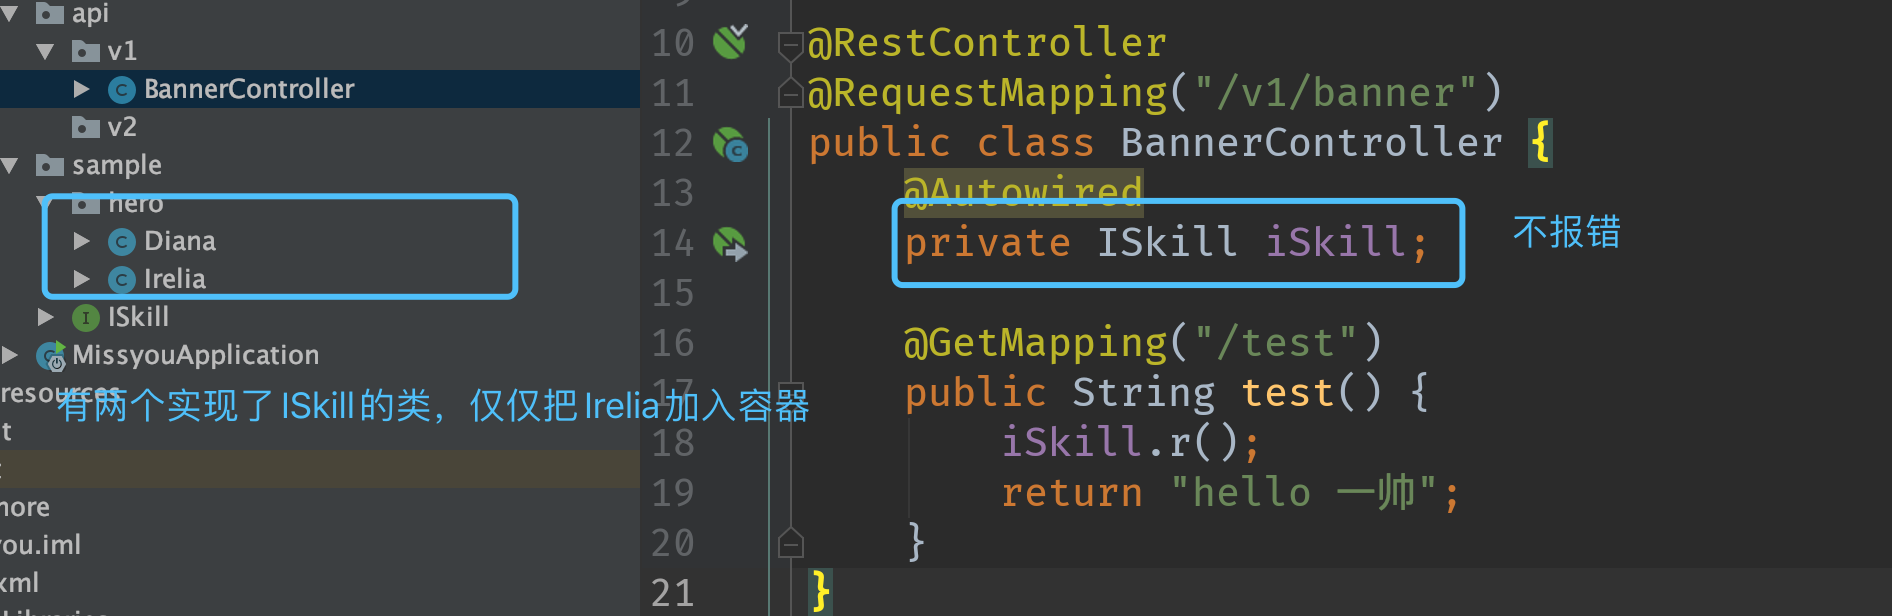 api
v1
BannerController
v2
sample
hero
Diana
Irelia
ISkill
MissyouApplication
resources
有两个实现了ISkill的类，仅仅把Irelia加入容器
t
nore
ou.iml
xml
10 @RestController
11 @RequestMapping("/v1/banner")
12 public class BannerController {
13 @Autowired
14 private ISkill iSkill;
不报错
15
16 @GetMapping("/test")
17 public String test() {
18 iSkill.r();
19 return "hello 一帅";
20 }
21 }